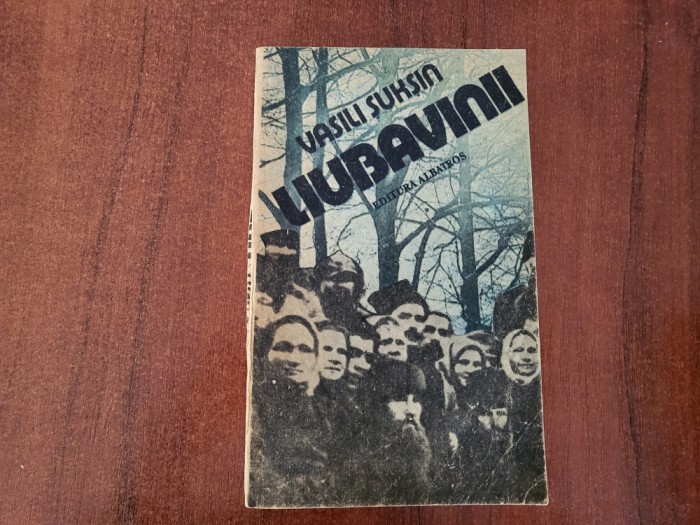 VASILI ŞUKŞIN
LIUBAVINII
EDITURA ALBATROS